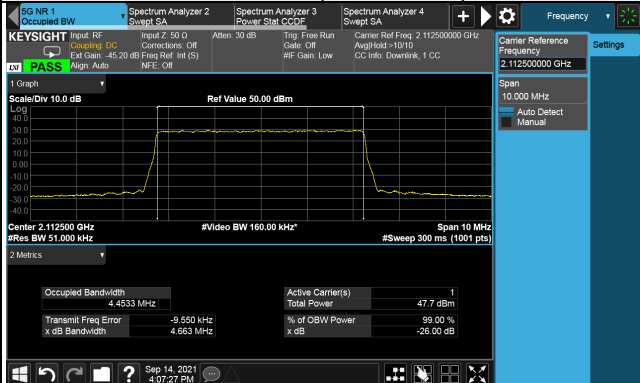 5G NR 1
Occupied BW
Spectrum Analyzer 2
Swept SA
Spectrum Analyzer 3
Power Stat CCDF
Spectrum Analyzer 4
Swept SA
Frequency
KEYSIGHT
Input: RF
Coupling: DC
Ext Gain: -45.20 dB
Align: Auto
Input Z: 50 Ω
Corrections: Off
Freq Ref: Int (S)
NFE: Off
Atten: 30 dB
Trig: Free Run
Gate: Off
#IF Gain: Low
Carrier Ref Freq: 2.112500000 GHz
Avg|Hold:>10/10
CC Info: Downlink, 1 CC
LXI
PASS
Carrier Reference
Frequency
2.112500000 GHz
Span
10.000 MHz
Auto Detect
Manual
Settings
1 Graph
Scale/Div 10.0 dB
Ref Value 50.00 dBm
Log
40.0
30.0
20.0
10.0
0.00
-10.0
-20.0
-30.0
-40.0
Center 2.112500 GHz
#Video BW 160.00 kHz*
Span 10 MHz
#Res BW 51.000 kHz
#Sweep 300 ms (1001 pts)
2 Metrics
Occupied Bandwidth
4.4533 MHz
Transmit Freq Error -9.550 kHz
x dB Bandwidth 4.663 MHz
Active Carrier(s) 1
Total Power 47.7 dBm
% of OBW Power 99.00 %
x dB -26.00 dB
Sep 14, 2021
4:07:27 PM